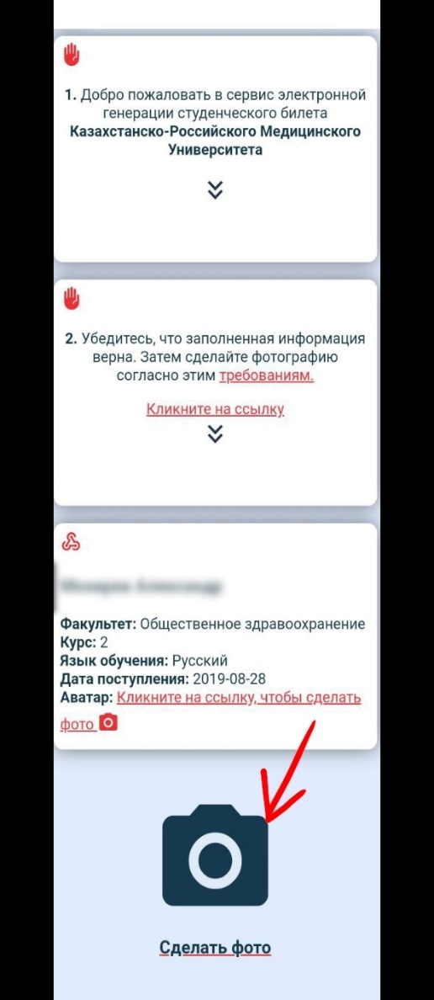 1. Добро пожаловать в сервис электронной
генерации студенческого билета
Казахстанско-Российского Медицинского
Университета
2. Убедитесь, что заполненная информация
верна. Затем сделайте фотографию
согласно этим требованиям.
Кликните на ссылку
Факультет: Общественное здравоохранение
Курс: 2
Язык обучения: Русский
Дата поступления: 2019-08-28
Аватар: Кликните на ссылку, чтобы сделать
фото
Сделать фото